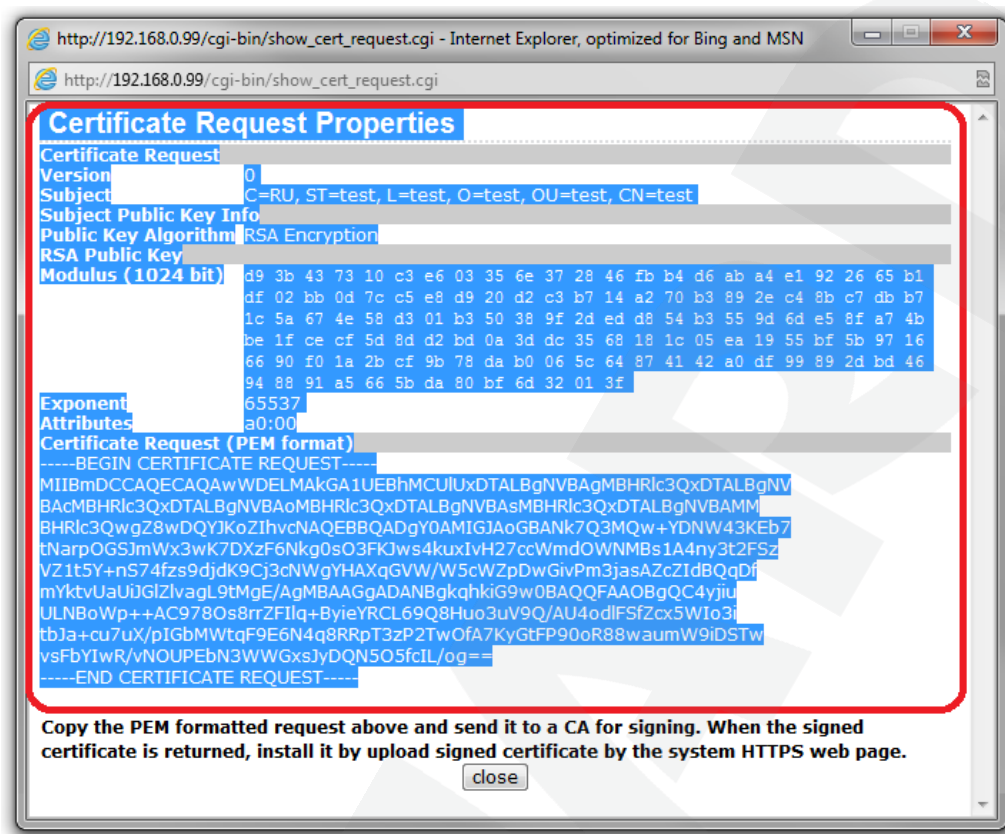 http://192.168.0.99/cgi-bin/show_cert_request.cgi - Internet Explorer, optimized for Bing and MSN
http://192.168.0.99/cgi-bin/show_cert_request.cgi
Certificate Request Properties
Certificate Request
Version 0
Subject C=RU, ST=test, L=test, O=test, OU=test, CN=test
Subject Public Key Info
Public Key Algorithm RSA Encryption
RSA Public Key
Modulus (1024 bit) d9 3b 43 73 10 c3 e6 03 35 6e 37 28 46 fb b4 d6 ab a4 e1 92 26 65 b1
df 02 bb 0d 7c c5 e8 d9 20 d2 c3 b7 14 a2 70 b3 89 2e c4 8b c7 db b7
1c 5a 67 4e 58 d3 01 b3 50 38 9f 2d ed d8 54 b3 55 9d 6d e5 8f a7 4b
be 1f ce cf 5d 8d d2 bd 0a 3d dc 35 68 18 1c 05 ea 19 55 bf 5b 97 16
66 90 f0 1a 2b cf 9b 78 da b0 06 5c 64 87 41 42 a0 df 99 89 2d bd 46
94 88 91 a5 66 5b da 80 bf 6d 32 01 3f
Exponent 65537
Attributes a0:00
Certificate Request (PEM format)
-----BEGIN CERTIFICATE REQUEST-----
MIIBmDCCAQECAQAwWDELMAkGA1UEBhMCUlUxDTALBgNVBAgMBHRlc3QxDTALBgNV
BAcMBHRlc3QxDTALBgNVBAoMBHRlc3QxDTALBgNVBAsMBHRlc3QxDTALBgNVBAMM
BHRlc3QwgZ8wDQYJKoZIhvcNAQEBBQADgY0AMIGJAoGBANk7Q3MQw+YDNW43KEb7
tNarpOGSJmWx3wK7DXzF6Nkg0sO3FKJws4kuxIvH27ccWmdOWNMBs1A4ny3t2FSz
VZ1t5Y+nS74fzs9djdK9Cj3cNWgYHAXqGVW/W5cWZpDwGivPm3jasAZcZIdBQqDf
mYktvUaUiJGlZlvagL9tMgE/AgMBAAGgADANBgkqhkiG9w0BAQQFAAOBgQC4yjiu
ULNBoWp++AC978Os8rrZFIlq+ByieYRCL69Q8Huo3uV9Q/AU4odlFSfZcx5WIo3i
tbJa+cu7uX/pIGbMWtqF9E6N4q8RRpT3zP2TwOfA7KyGtFP90oR88waumW9iDSTw
vsFbYIwR/vNOUPEbN3WWGxsJyDQN5O5fcIL/og==
-----END CERTIFICATE REQUEST-----
Copy the PEM formatted request above and send it to a CA for signing. When the signed
certificate is returned, install it by upload signed certificate by the system HTTPS web page.
close